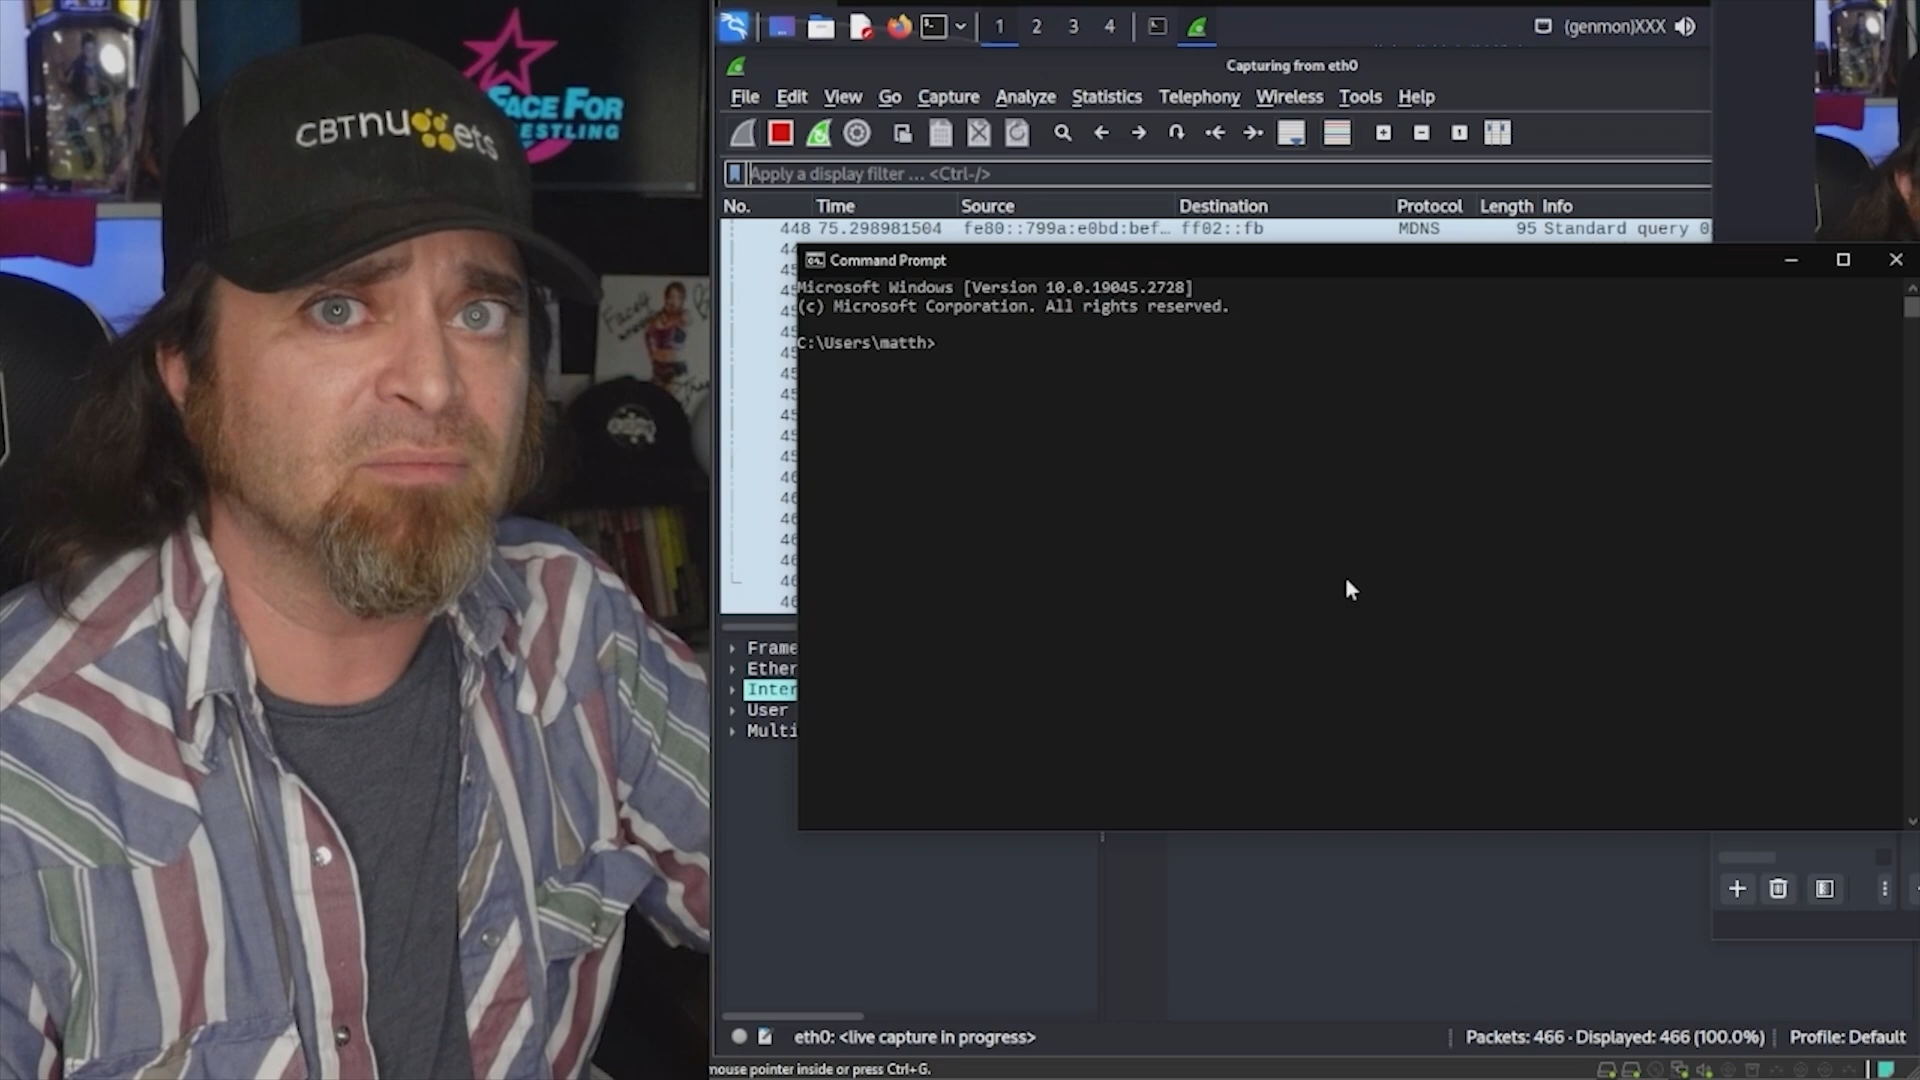 CBTnuggets
FACE FOR
WRESTLING
1 2 3 4
(genmon)XXX
Capturing from eth0
File Edit View Go Capture Analyze Statistics Telephony Wireless Tools Help
Apply a display filter ... <Ctrl-/>
No. Time Source Destination Protocol Length Info
448 75.298981504 fe80::799a:e0bd:bef... ff02::fb MDNS 95 Standard query 0
Command Prompt
Microsoft Windows [Version 10.0.19045.2728]
(c) Microsoft Corporation. All rights reserved.
C:\Users\matth>
Frame
Ether
Inter
User
Multi
eth0: <live capture in progress>
Packets: 466 · Displayed: 466 (100.0%)
Profile: Default
mouse pointer inside or press Ctrl+G.